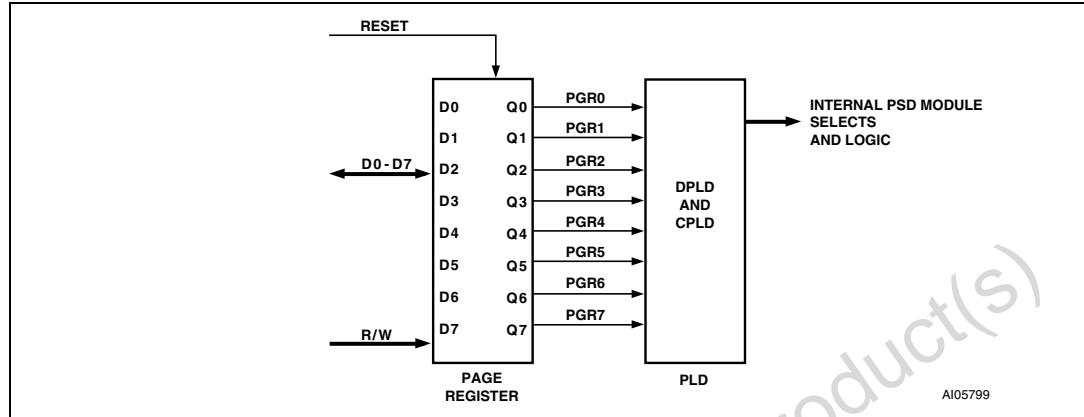 RESET
D0 Q0 PGR0
D1 Q1 PGR1
D2 Q2 PGR2
D3 Q3 PGR3
D4 Q4 PGR4
D5 Q5 PGR5
D6 Q6 PGR6
D7 Q7 PGR7
D0-D7
R/W
PAGE
REGISTER
DPLD
AND
CPLD
PLD
INTERNAL PSD MODULE
SELECTS
AND LOGIC
AI05799
roduct(s)